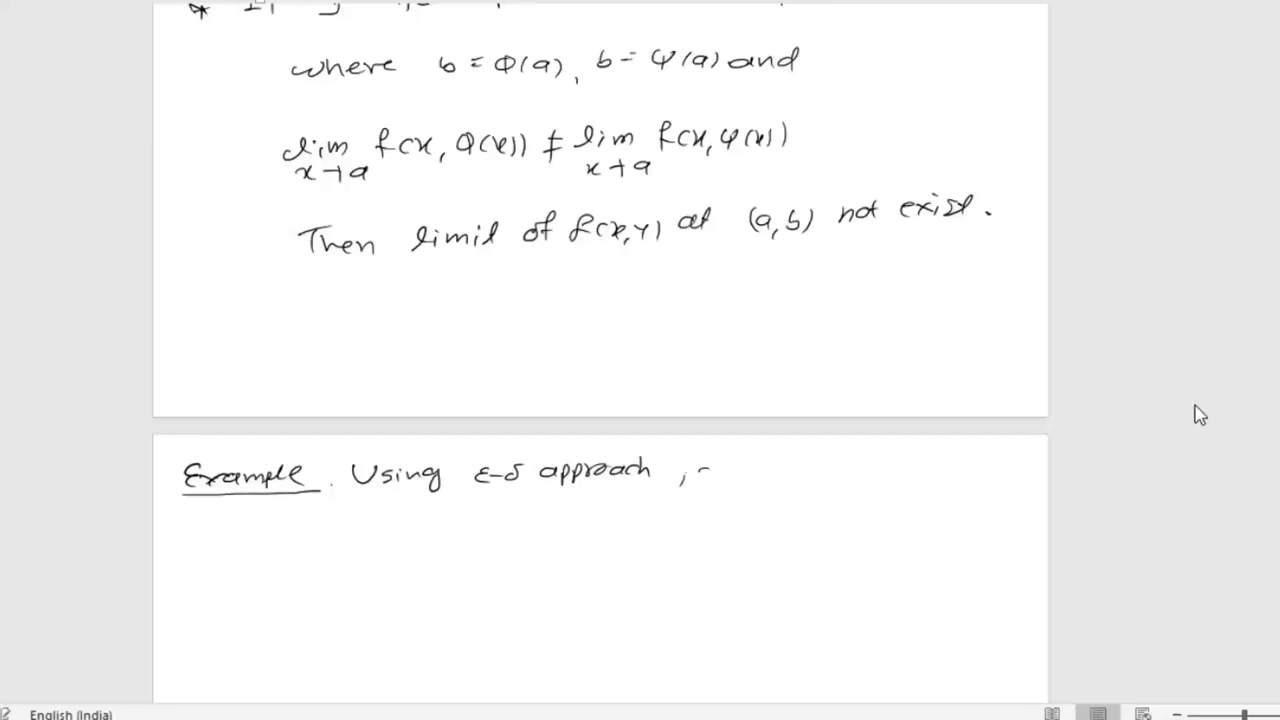 where b = Φ(a), b = Ψ(a) and
lim f(x, Φ(x)) ≠ lim f(x, Ψ(x))
x→a x→a
Then limit of f(x,y) at (a,b) not exist.
Example. Using ε-δ approach,
English (India)